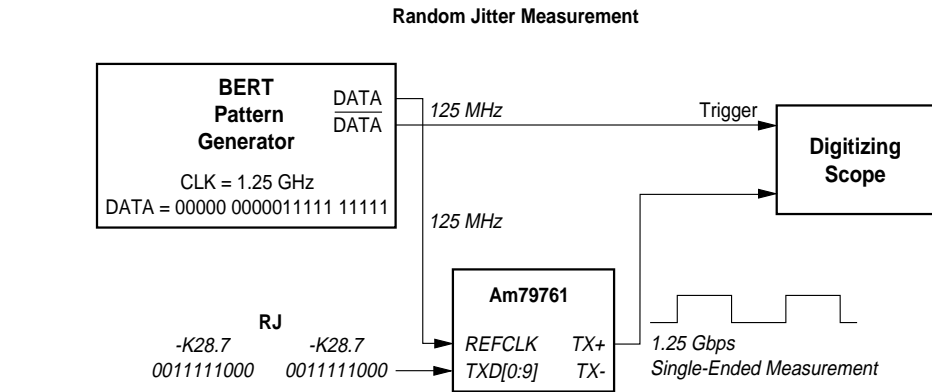 Random Jitter Measurement
BERT
Pattern
Generator
DATA
DATA
CLK = 1.25 GHz
DATA = 00000 0000011111 11111
125 MHz
Trigger
Digitizing
Scope
125 MHz
Am79761
RJ
-K28.7 -K28.7
0011111000 0011111000
REFCLK TX+
TXD[0:9] TX-
1.25 Gbps
Single-Ended Measurement